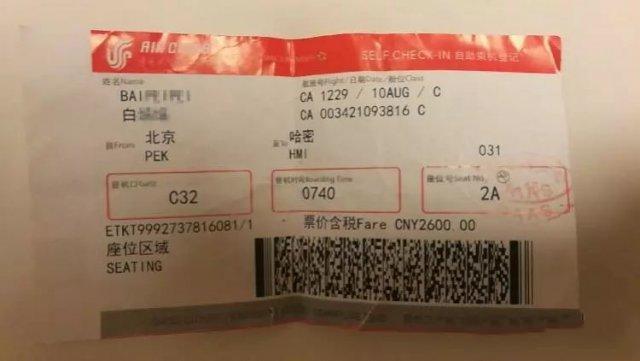 AIR CHINA
SELF CHECK-IN 自助乘机登记
姓名Name
航班号Flight/日期Date/舱位Class
BAI
CA 1229 / 10AUG / C
白
CA 003421093816 C
自From 北京
至To 哈密
PEK
HMI
031
登机口Gate
登机时间Boarding Time
座位号Seat No.
C32
0740
2A
ETKT9992737816081/1
票价含税Fare CNY2600.00
座位区域
SEATING